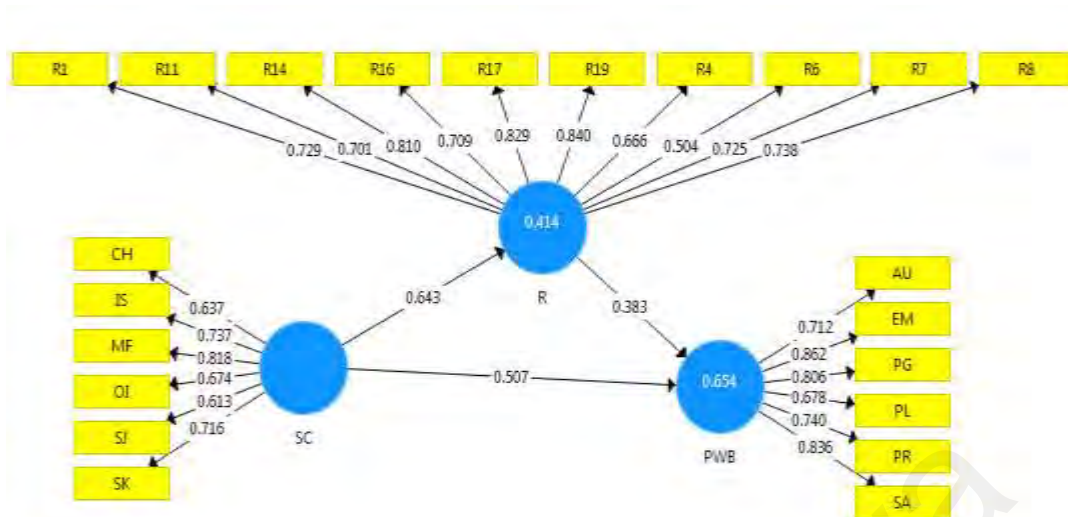 R1 R11 R14 R16 R17 R19 R4 R6 R7 R8
0.729 0.701 0.810 0.709 0.829 0.840 0.666 0.504 0.725 0.738
0.414
R
CH
IS
MF
OI
SJ
SK
0.637
0.737
0.818
0.674
0.613
0.716
SC
0.643
0.383
0.507
0.654
PWB
0.712
0.862
0.806
0.678
0.740
0.836
AU
EM
PG
PL
PR
SA